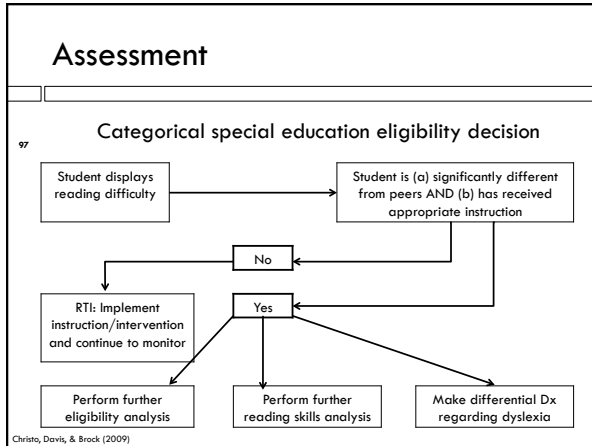 Assessment
Categorical special education eligibility decision
97
Student displays
reading difficulty
Student is (a) significantly different
from peers AND (b) has received
appropriate instruction
No
RTI: Implement
instruction/intervention
and continue to monitor
Yes
Perform further
eligibility analysis
Perform further
reading skills analysis
Make differential Dx
regarding dyslexia
Christo, Davis, & Brock (2009)